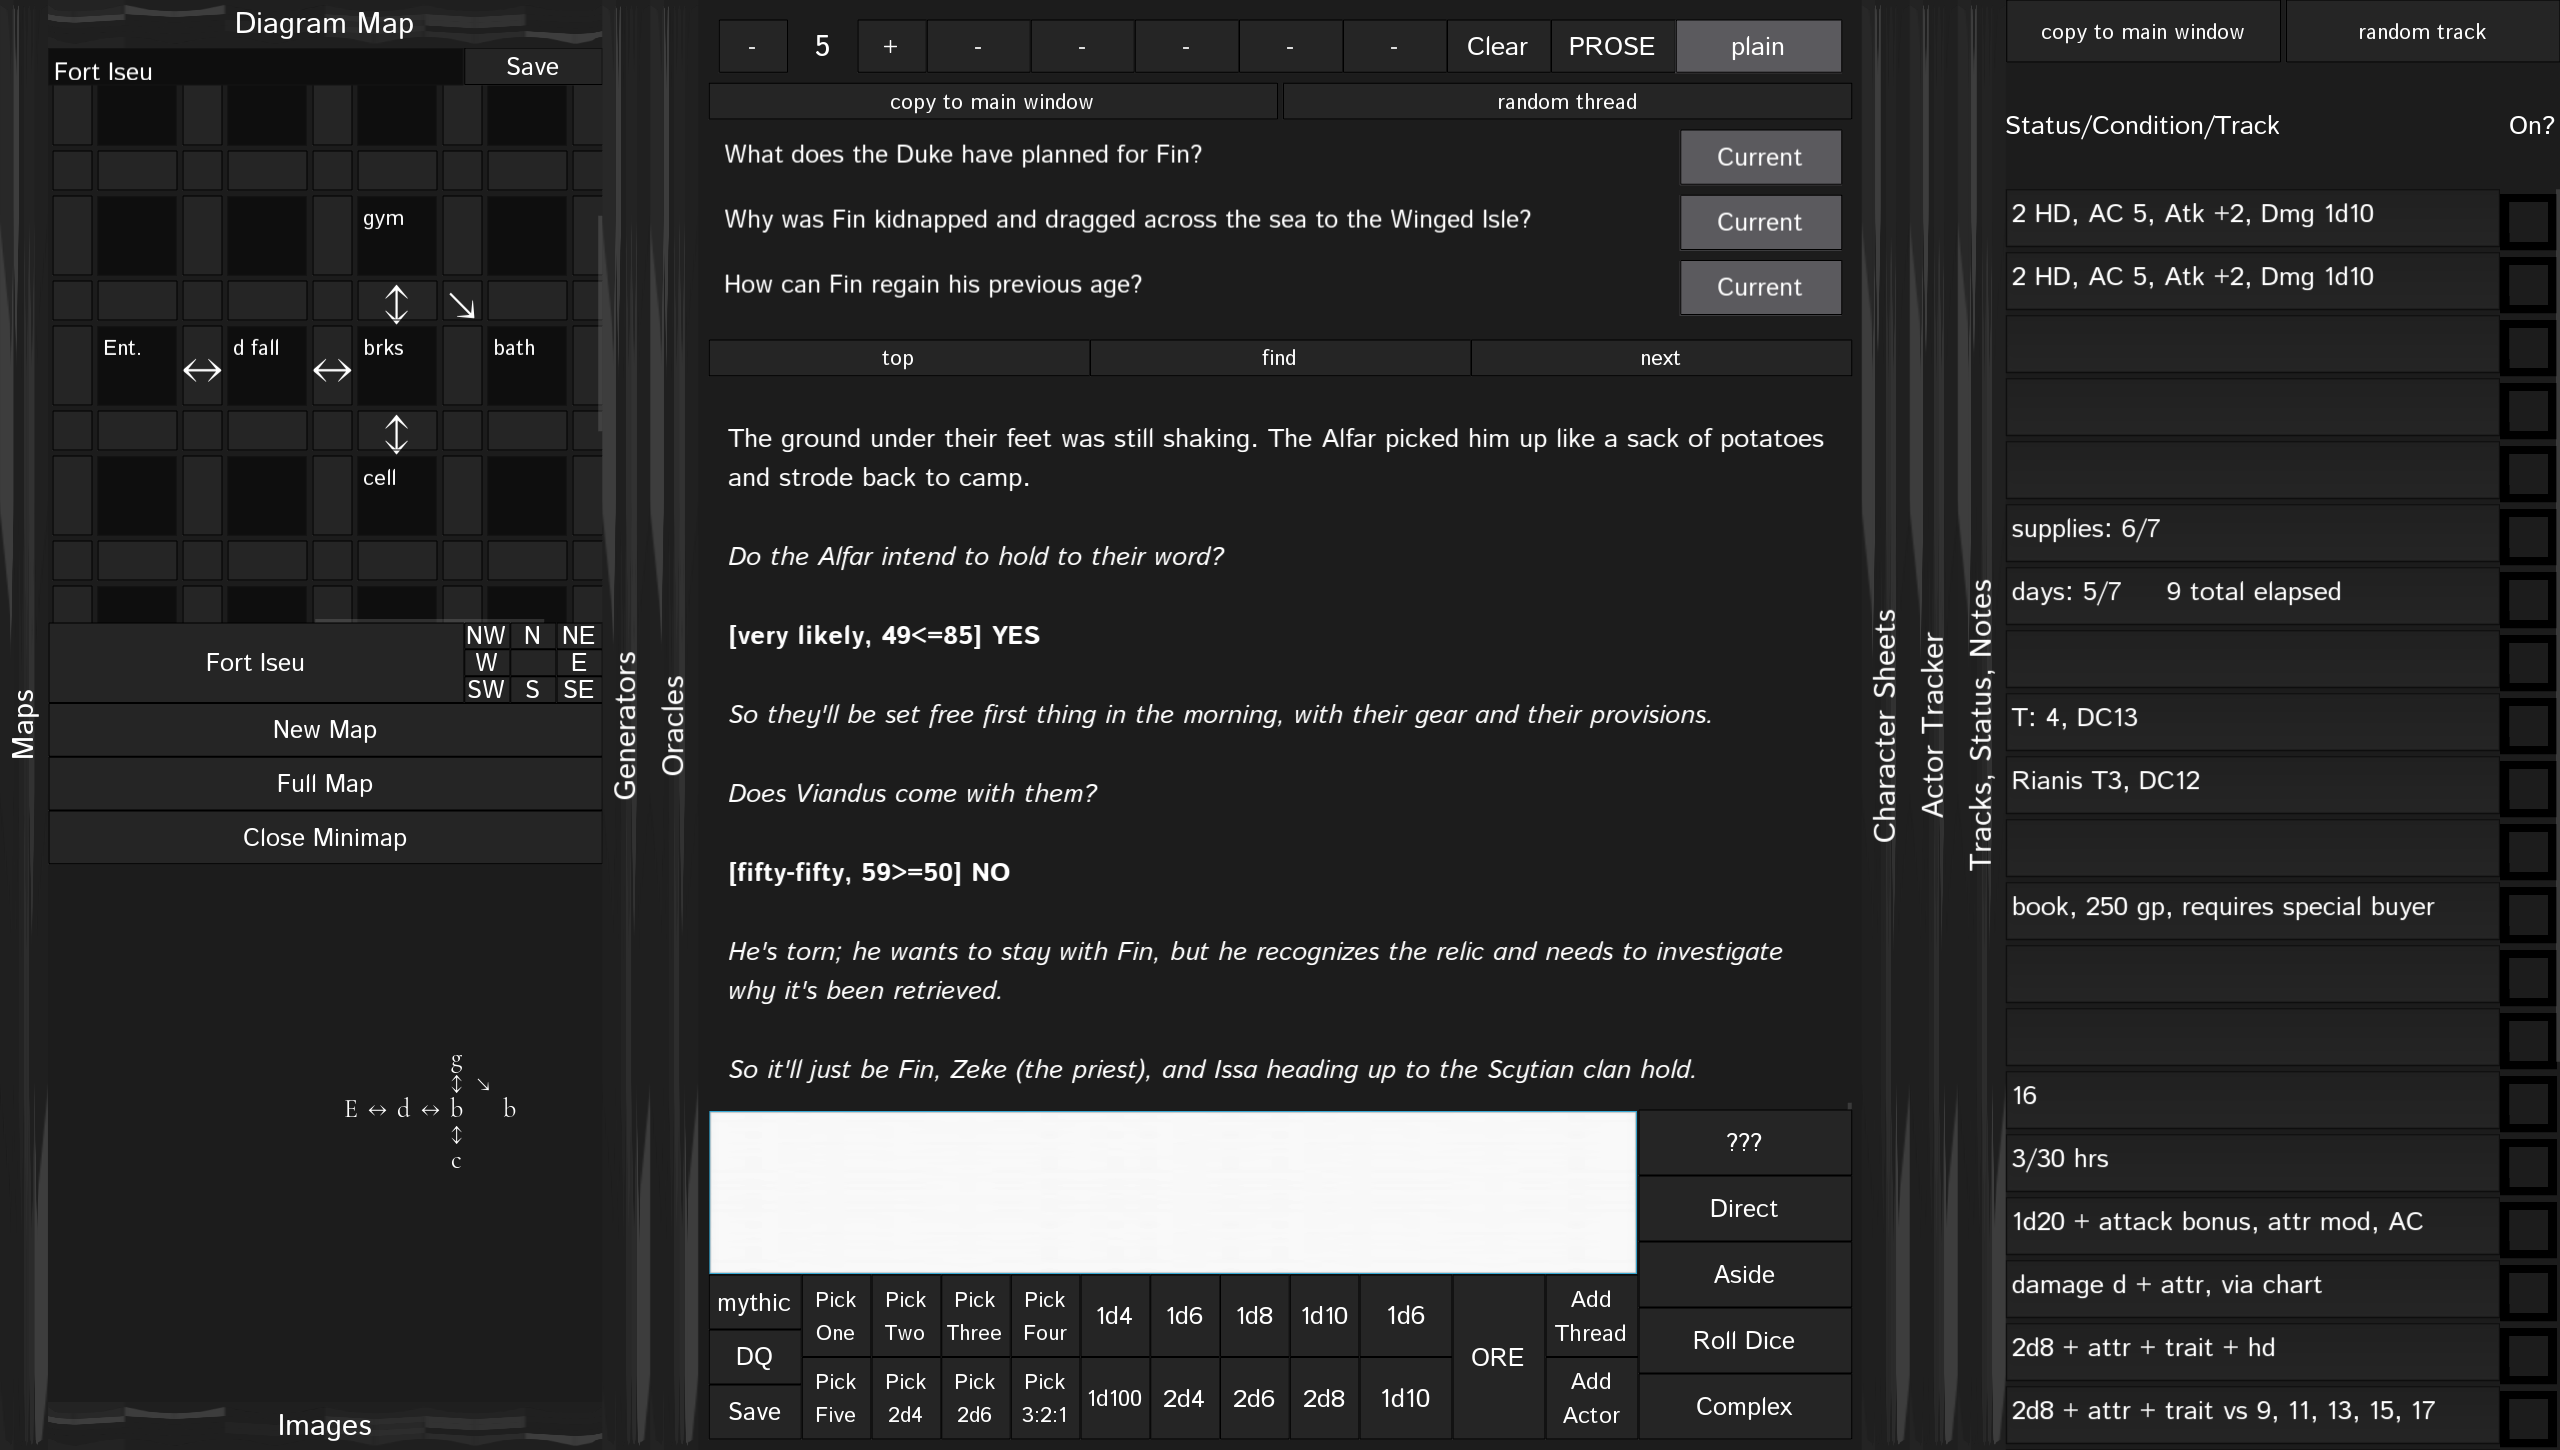 Maps
Diagram Map
Fort Iseu
Save
gym
↕ ↘
Ent. ↔ d fall ↔ brks bath
↕
cell
Fort Iseu
NW N NE
W E
SW S SE
New Map
Full Map
Close Minimap
g
↕ ↘
E ↔ d ↔ b b
↕
c
Images
Generators
Oracles
- 5 + - - - - - Clear PROSE plain
copy to main window random thread
What does the Duke have planned for Fin? Current
Why was Fin kidnapped and dragged across the sea to the Winged Isle? Current
How can Fin regain his previous age? Current
top find next
The ground under their feet was still shaking. The Alfar picked him up like a sack of potatoes
and strode back to camp.
Do the Alfar intend to hold to their word?
[very likely, 49<=85] YES
So they'll be set free first thing in the morning, with their gear and their provisions.
Does Viandus come with them?
[fifty-fifty, 59>=50] NO
He's torn; he wants to stay with Fin, but he recognizes the relic and needs to investigate
why it's been retrieved.
So it'll just be Fin, Zeke (the priest), and Issa heading up to the Scytian clan hold.
???
Direct
Aside
Roll Dice
Complex
mythic
DQ
Save
Pick One
Pick Two
Pick Three
Pick Four
1d4 1d6 1d8 1d10 1d6
Pick Five
Pick 2d4
Pick 2d6
Pick 3:2:1
1d100 2d4 2d6 2d8 1d10
ORE
Add Thread
Add Actor
Character Sheets
Actor Tracker
Tracks, Status, Notes
copy to main window random track
Status/Condition/Track On?
2 HD, AC 5, Atk +2, Dmg 1d10
2 HD, AC 5, Atk +2, Dmg 1d10
supplies: 6/7
days: 5/7 9 total elapsed
T: 4, DC13
Rianis T3, DC12
book, 250 gp, requires special buyer
16
3/30 hrs
1d20 + attack bonus, attr mod, AC
damage d + attr, via chart
2d8 + attr + trait + hd
2d8 + attr + trait vs 9, 11, 13, 15, 17